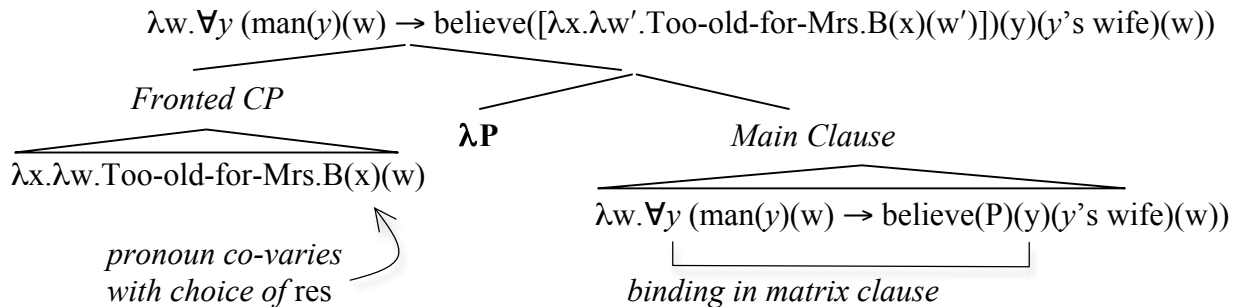 λw.∀y (man(y)(w) → believe([λx.λw′.Too-old-for-Mrs.B(x)(w′)])(y)(y’s wife)(w))
Fronted CP
λP
Main Clause
λx.λw.Too-old-for-Mrs.B(x)(w)
λw.∀y (man(y)(w) → believe(P)(y)(y’s wife)(w))
pronoun co-varies
with choice of res
binding in matrix clause